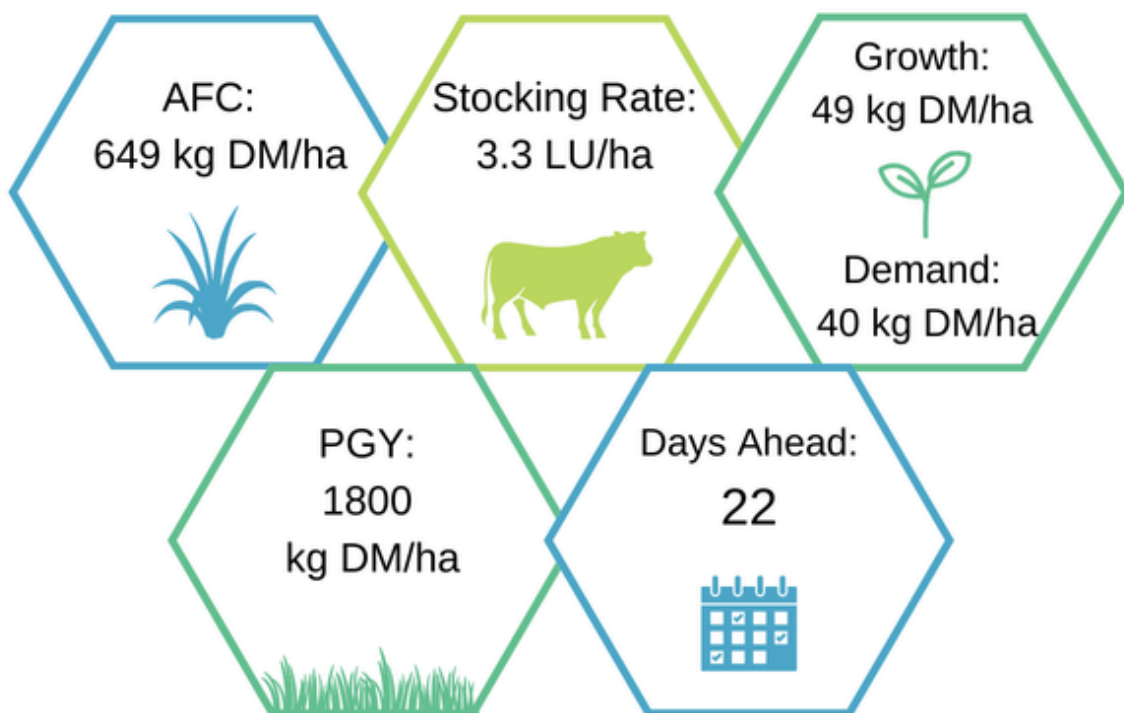 AFC:
649 kg DM/ha
Stocking Rate:
3.3 LU/ha
Growth:
49 kg DM/ha
Demand:
40 kg DM/ha
PGY:
1800
kg DM/ha
Days Ahead:
22